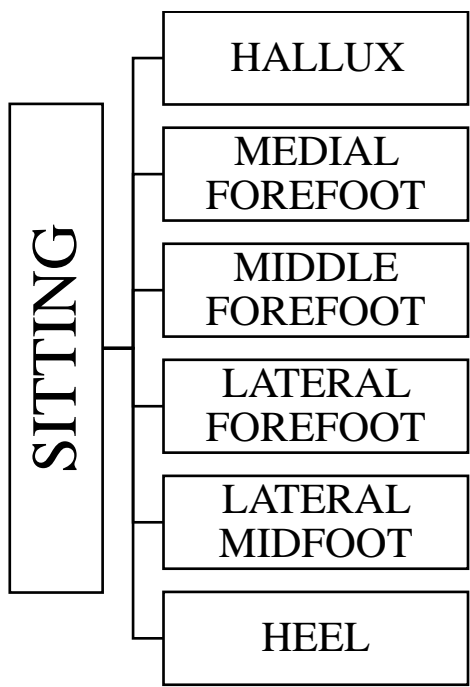 SITTING
HALLUX
MEDIAL
FOREFOOT
MIDDLE
FOREFOOT
LATERAL
FOREFOOT
LATERAL
MIDFOOT
HEEL